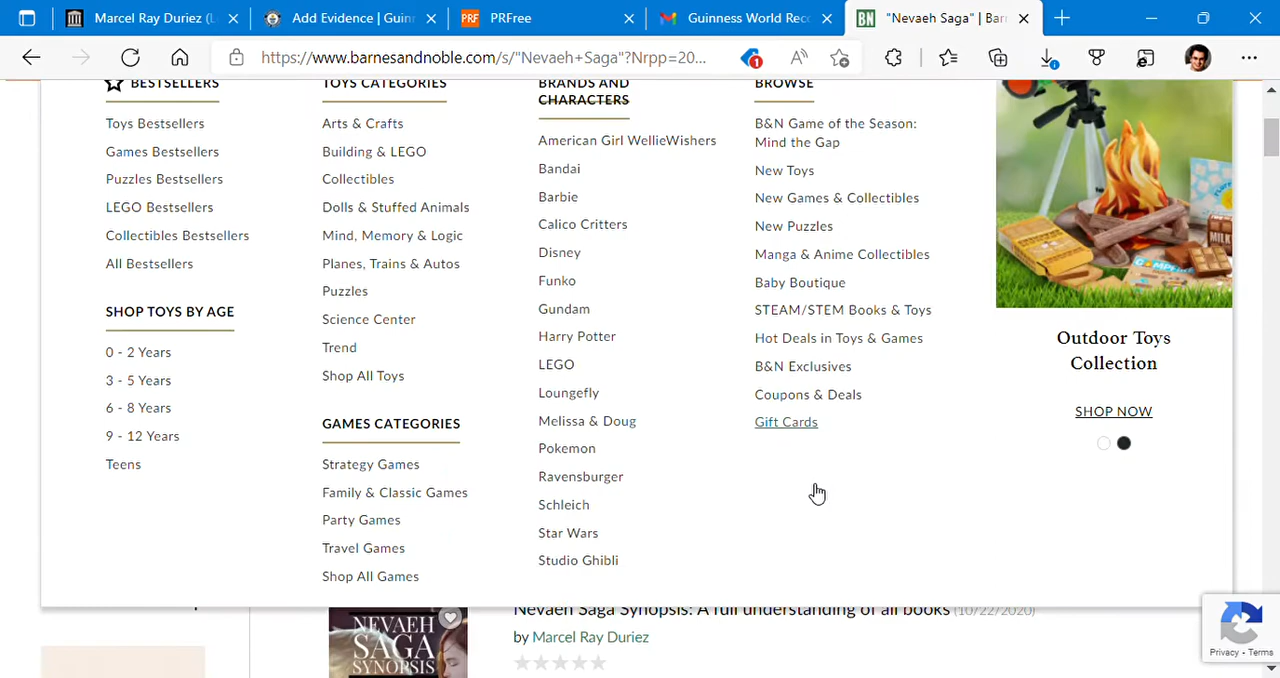 Marcel Ray Duriez (L
Add Evidence | Guin
PRF PRFree
Guinness World Rec
BN "Nevaeh Saga" | Bar
https://www.barnesandnoble.com/s/"Nevaeh+Saga"?Nrpp=20...
1
BESTSELLERS
Toys Bestsellers
Games Bestsellers
Puzzles Bestsellers
LEGO Bestsellers
Collectibles Bestsellers
All Bestsellers
SHOP TOYS BY AGE
0 - 2 Years
3 - 5 Years
6 - 8 Years
9 - 12 Years
Teens
TOYS CATEGORIES
Arts & Crafts
Building & LEGO
Collectibles
Dolls & Stuffed Animals
Mind, Memory & Logic
Planes, Trains & Autos
Puzzles
Science Center
Trend
Shop All Toys
GAMES CATEGORIES
Strategy Games
Family & Classic Games
Party Games
Travel Games
Shop All Games
BRANDS AND
CHARACTERS
American Girl WellieWishers
Bandai
Barbie
Calico Critters
Disney
Funko
Gundam
Harry Potter
LEGO
Loungefly
Melissa & Doug
Pokemon
Ravensburger
Schleich
Star Wars
Studio Ghibli
BROWSE
B&N Game of the Season:
Mind the Gap
New Toys
New Games & Collectibles
New Puzzles
Manga & Anime Collectibles
Baby Boutique
STEAM/STEM Books & Toys
Hot Deals in Toys & Games
B&N Exclusives
Coupons & Deals
Gift Cards
Outdoor Toys
Collection
SHOP NOW
NEVAEH
SAGA
SYNOPSIS
Nevaeh Saga Synopsis: A full understanding of all books (10/22/2020)
by Marcel Ray Duriez
Privacy - Terms